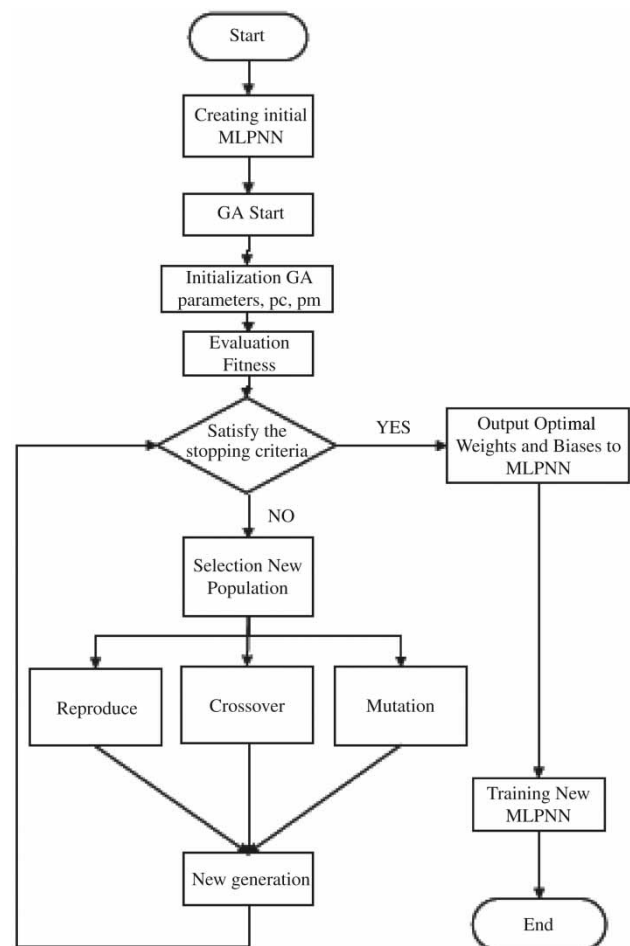 Start
Creating initial
MLPNN
GA Start
Initialization GA
parameters, pc, pm
Evaluation
Fitness
Satisfy the
stopping criteria
YES
Output Optimal
Weights and Biases to
MLPNN
NO
Selection New
Population
Reproduce
Crossover
Mutation
Training New
MLPNN
New generation
End